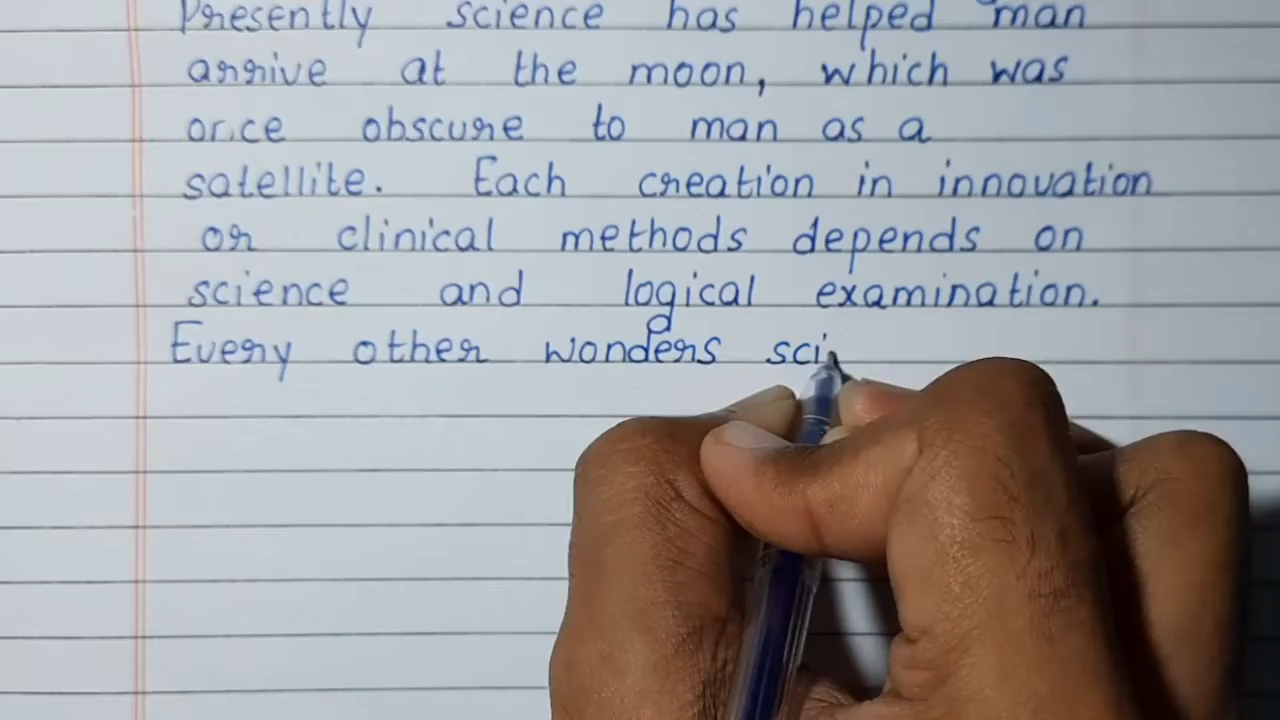 Presently science has helped man
arrive at the moon, which was
once obscure to man as a
satellite. Each creation in innovation
or clinical methods depends on
science and logical examination.
Every other wonders sci